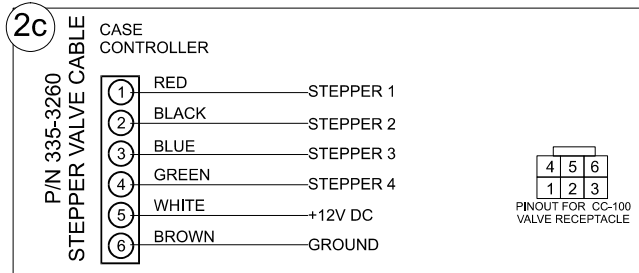 2c
P/N 335-3260
STEPPER VALVE CABLE
CASE
CONTROLLER
1 RED STEPPER 1
2 BLACK STEPPER 2
3 BLUE STEPPER 3
4 GREEN STEPPER 4
5 WHITE +12V DC
6 BROWN GROUND
4 5 6
1 2 3
PINOUT FOR CC-100
VALVE RECEPTACLE